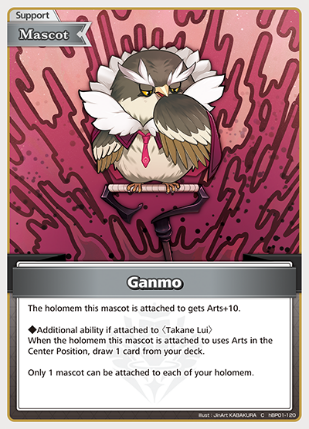 Support
Mascot
Ganmo
The holomem this mascot is attached to gets Arts+10.
◆Additional ability if attached to 〈Takane Lui〉
When the holomem this mascot is attached to uses Arts in the
Center Position, draw 1 card from your deck.
Only 1 mascot can be attached to each of your holomem.
illust : JinArt KABAKURA C hBP01-120